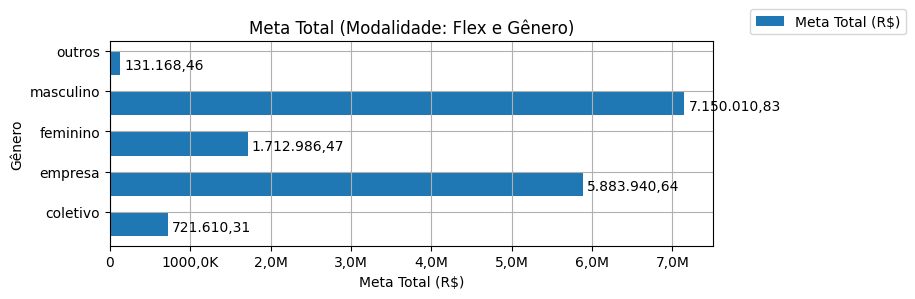 Meta Total (R$)
Meta Total (Modalidade: Flex e Gênero)
outros
131.168,46
masculino
7.150.010,83
feminino
1.712.986,47
empresa
5.883.940,64
coletivo
721.610,31
Gênero
0 1000,0K 2,0M 3,0M 4,0M 5,0M 6,0M 7,0M
Meta Total (R$)